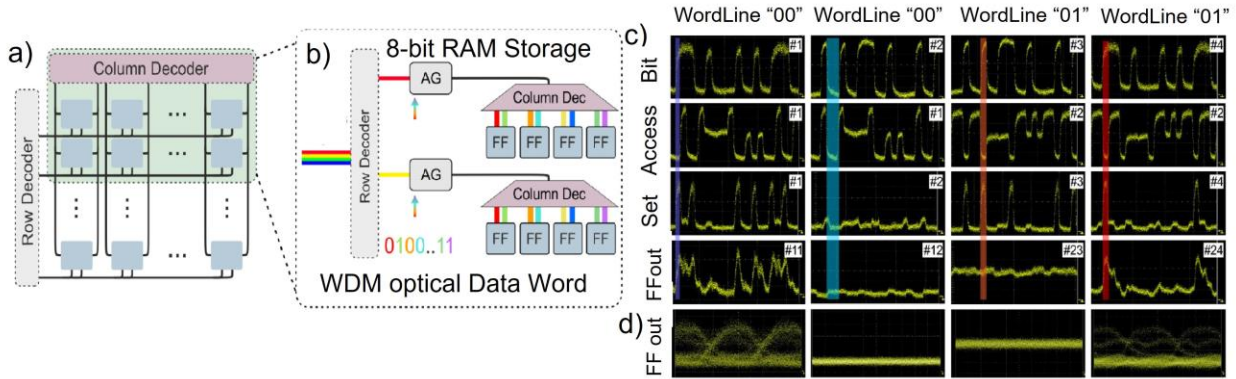 a)
Column Decoder
Row Decoder
...
...
...
b)
8-bit RAM Storage
AG
Column Dec
FF FF FF FF
Row Decoder
AG
Column Dec
FF FF FF FF
0100..11
WDM optical Data Word
c)
WordLine “00” WordLine “00” WordLine “01” WordLine “01”
Bit #1 #2 #3 #4
Access #1 #1 #2 #2
Set #1 #2 #3 #4
FFout #11 #12 #23 #24
d)
FF out